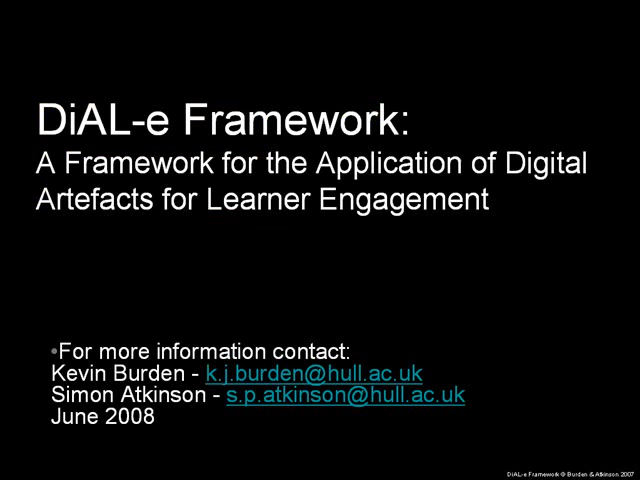 DiAL-e Framework:
A Framework for the Application of Digital
Artefacts for Learner Engagement
•For more information contact:
Kevin Burden - k.j.burden@hull.ac.uk
Simon Atkinson - s.p.atkinson@hull.ac.uk
June 2008
DiAL-e Framework © Burden & Atkinson 2007